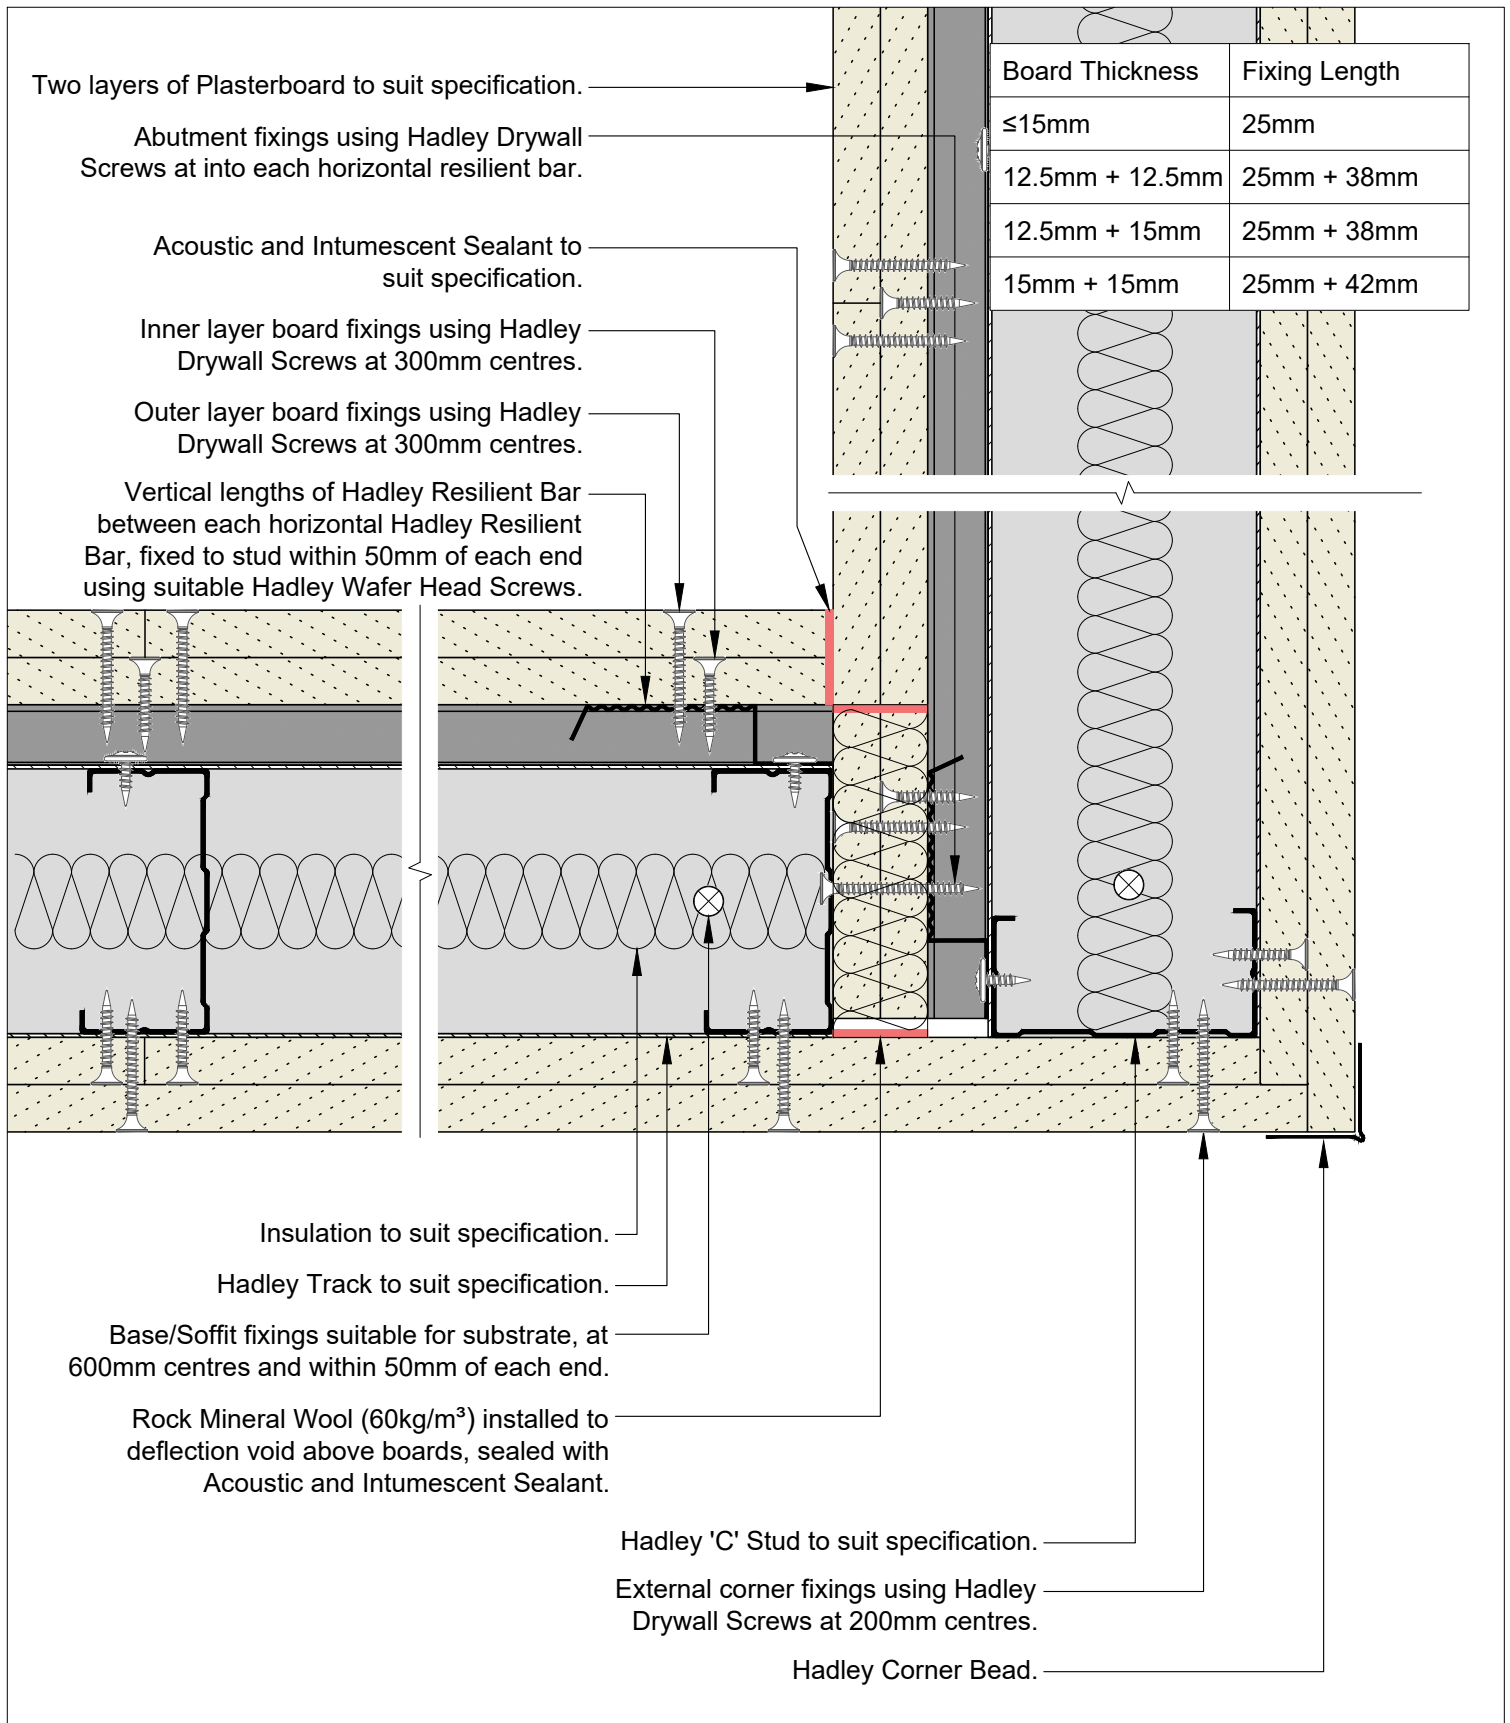 Two layers of Plasterboard to suit specification.
Abutment fixings using Hadley Drywall
Screws at into each horizontal resilient bar.
Acoustic and Intumescent Sealant to
suit specification.
Inner layer board fixings using Hadley
Drywall Screws at 300mm centres.
Outer layer board fixings using Hadley
Drywall Screws at 300mm centres.
Vertical lengths of Hadley Resilient Bar
between each horizontal Hadley Resilient
Bar, fixed to stud within 50mm of each end
using suitable Hadley Wafer Head Screws.
Board Thickness Fixing Length
≤15mm 25mm
12.5mm + 12.5mm 25mm + 38mm
12.5mm + 15mm 25mm + 38mm
15mm + 15mm 25mm + 42mm
Insulation to suit specification.
Hadley Track to suit specification.
Base/Soffit fixings suitable for substrate, at
600mm centres and within 50mm of each end.
Rock Mineral Wool (60kg/m³) installed to
deflection void above boards, sealed with
Acoustic and Intumescent Sealant.
Hadley 'C' Stud to suit specification.
External corner fixings using Hadley
Drywall Screws at 200mm centres.
Hadley Corner Bead.